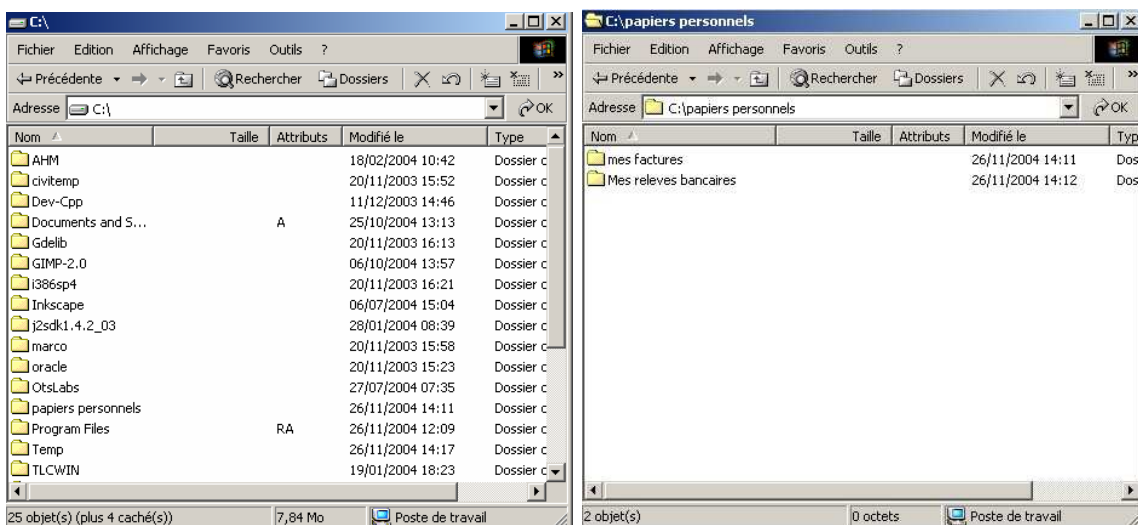 C:\
Fichier Edition Affichage Favoris Outils ?
Précédente Rechercher Dossiers »
Adresse C:\ OK
Nom Taille Attributs Modifié le Type
AHM 18/02/2004 10:42 Dossier c
civitemp 20/11/2003 15:52 Dossier c
Dev-Cpp 11/12/2003 14:46 Dossier c
Documents and S... A 25/10/2004 13:13 Dossier c
Gdelib 20/11/2003 16:13 Dossier c
GIMP-2.0 06/10/2004 13:57 Dossier c
i386sp4 20/11/2003 16:21 Dossier c
Inkscape 06/07/2004 15:04 Dossier c
j2sdk1.4.2_03 28/01/2004 08:39 Dossier c
marco 20/11/2003 15:58 Dossier c
oracle 20/11/2003 15:23 Dossier c
OtsLabs 27/07/2004 07:35 Dossier c
papiers personnels 26/11/2004 14:11 Dossier c
Program Files RA 26/11/2004 12:09 Dossier c
Temp 26/11/2004 14:17 Dossier c
TLCWIN 19/01/2004 18:23 Dossier c
25 objet(s) (plus 4 caché(s)) 7,84 Mo Poste de travail
C:\papiers personnels
Fichier Edition Affichage Favoris Outils ?
Précédente Rechercher Dossiers »
Adresse C:\papiers personnels OK
Nom Taille Attributs Modifié le Typ
mes factures 26/11/2004 14:11 Dos
Mes releves bancaires 26/11/2004 14:12 Dos
2 objet(s) 0 octets Poste de travail